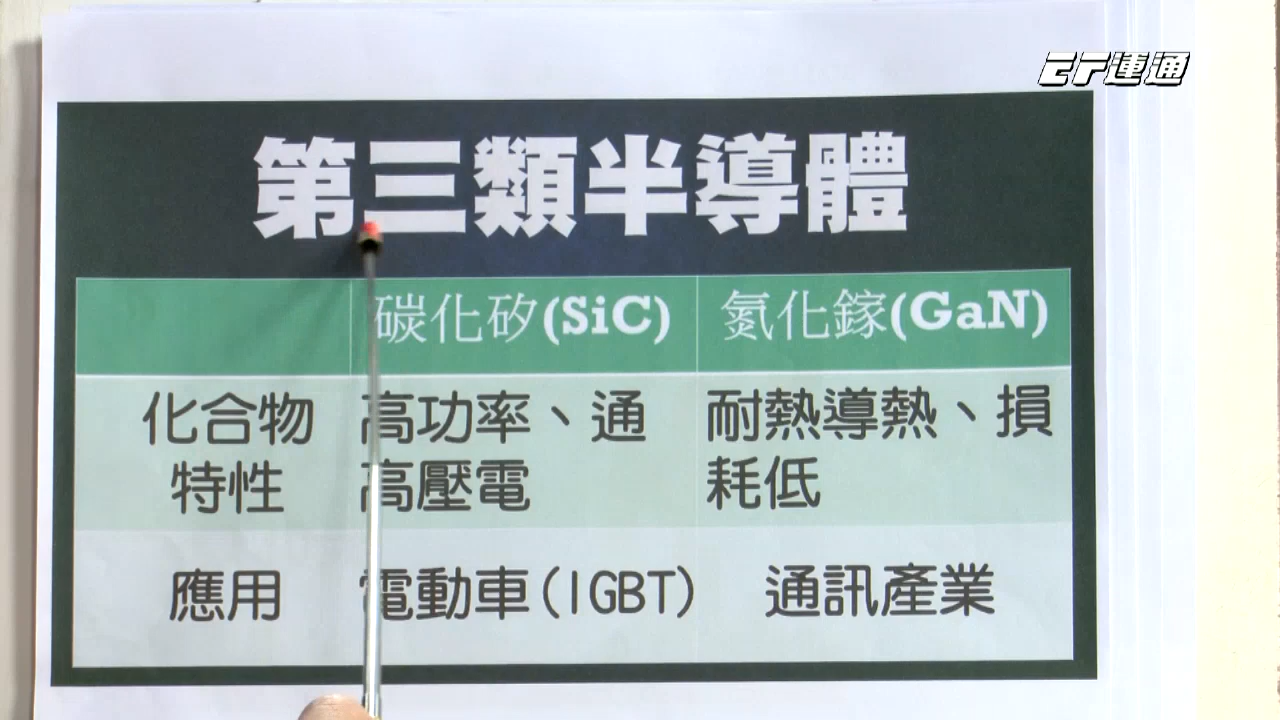 EF運通
第三類半導體
碳化矽(SiC) 氮化鎵(GaN)
化合物 高功率、通 耐熱導熱、損
特性 高壓電 耗低
應用 電動車(IGBT) 通訊產業